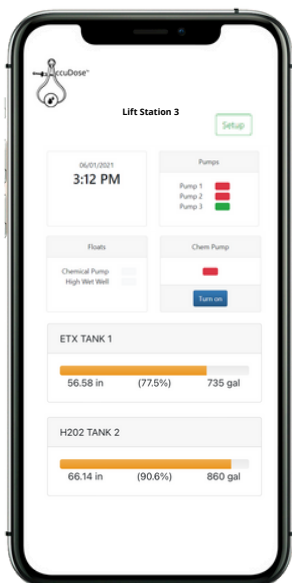 ccuDose™
Lift Station 3
Setup
06/01/2021
3:12 PM
Pumps
Pump 1
Pump 2
Pump 3
Floats
Chemical Pump
High Wet Well
Chem Pump
Turn on
ETX TANK 1
56.58 in (77.5%) 735 gal
H202 TANK 2
66.14 in (90.6%) 860 gal